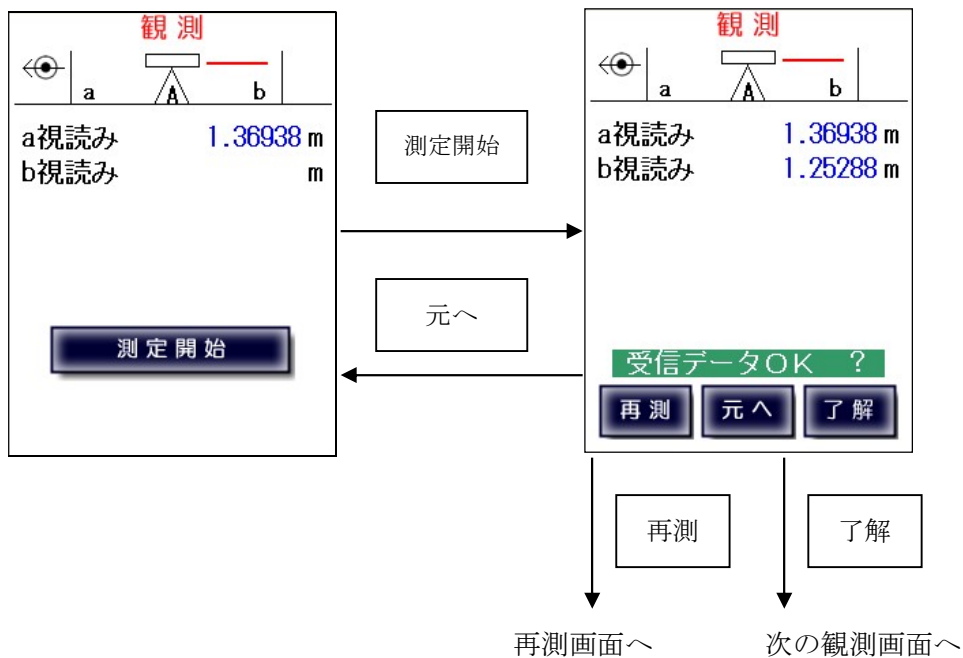 観測
a
A
b
a視読み 1.36938 m
b視読み m
測定開始
測定開始
元へ
観測
a
A
b
a視読み 1.36938 m
b視読み 1.25288 m
受信データOK ?
再測 元へ 了解
再測
了解
再測画面へ
次の観測画面へ